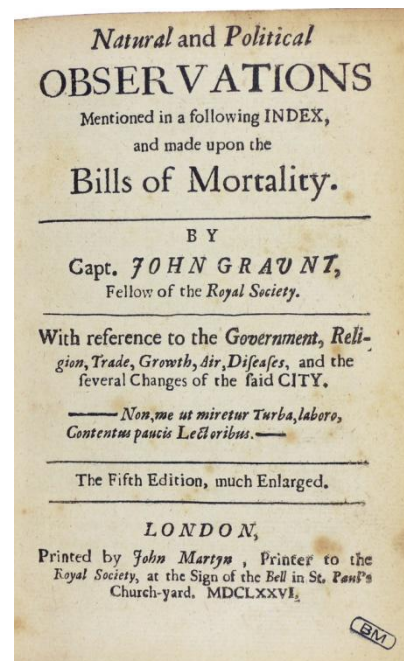 Natural and Political
OBSERVATIONS
Mentioned in a following INDEX,
and made upon the
Bills of Mortality.
BY
Capt. JOHN GRAUNT,
Fellow of the Royal Society.
With reference to the Government, Reli-
gion, Trade, Growth, Air, Diſeaſes, and the
ſeveral Changes of the ſaid CITY.
—— Non, me ut miretur Turba, laboro,
Contentus paucis Lectoribus. ——
The Fifth Edition, much Enlarged.
LONDON,
Printed by John Martyn , Printer to the
Royal Society, at the Sign of the Bell in St. Paul's
Church-yard. MDCLXXVI.
BM